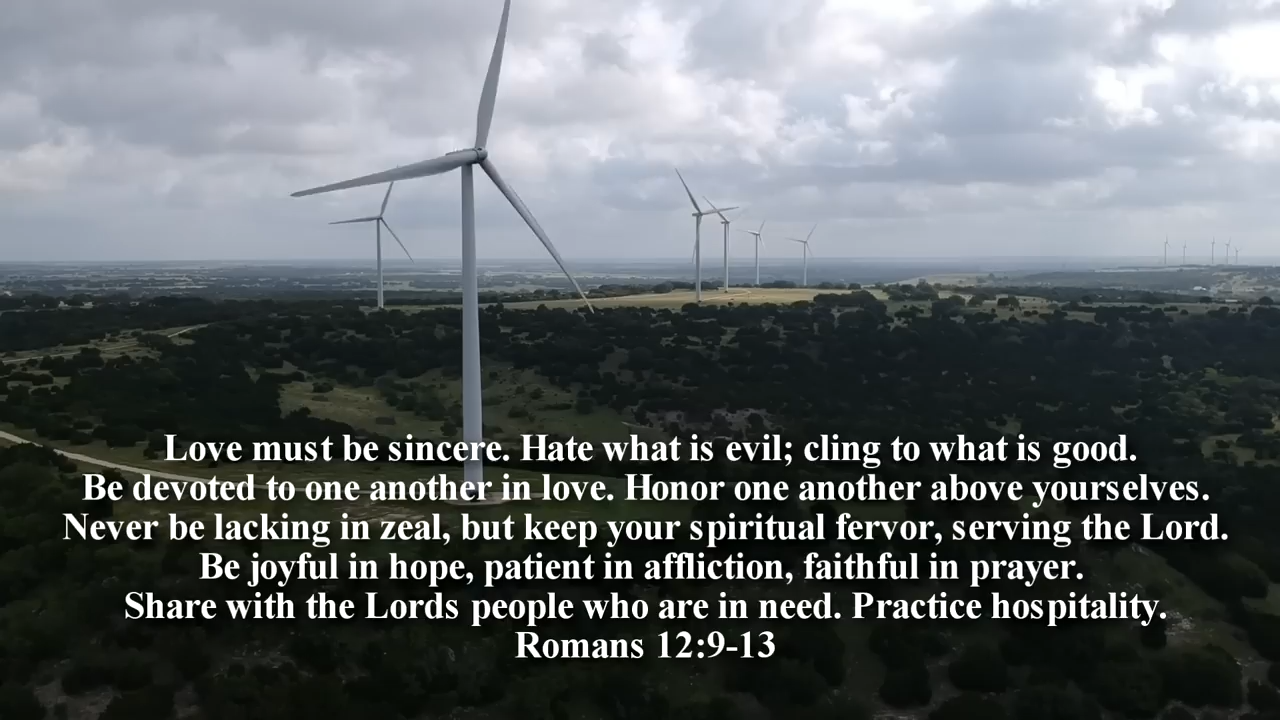 Love must be sincere. Hate what is evil; cling to what is good.
Be devoted to one another in love. Honor one another above yourselves.
Never be lacking in zeal, but keep your spiritual fervor, serving the Lord.
Be joyful in hope, patient in affliction, faithful in prayer.
Share with the Lords people who are in need. Practice hospitality.
Romans 12:9-13